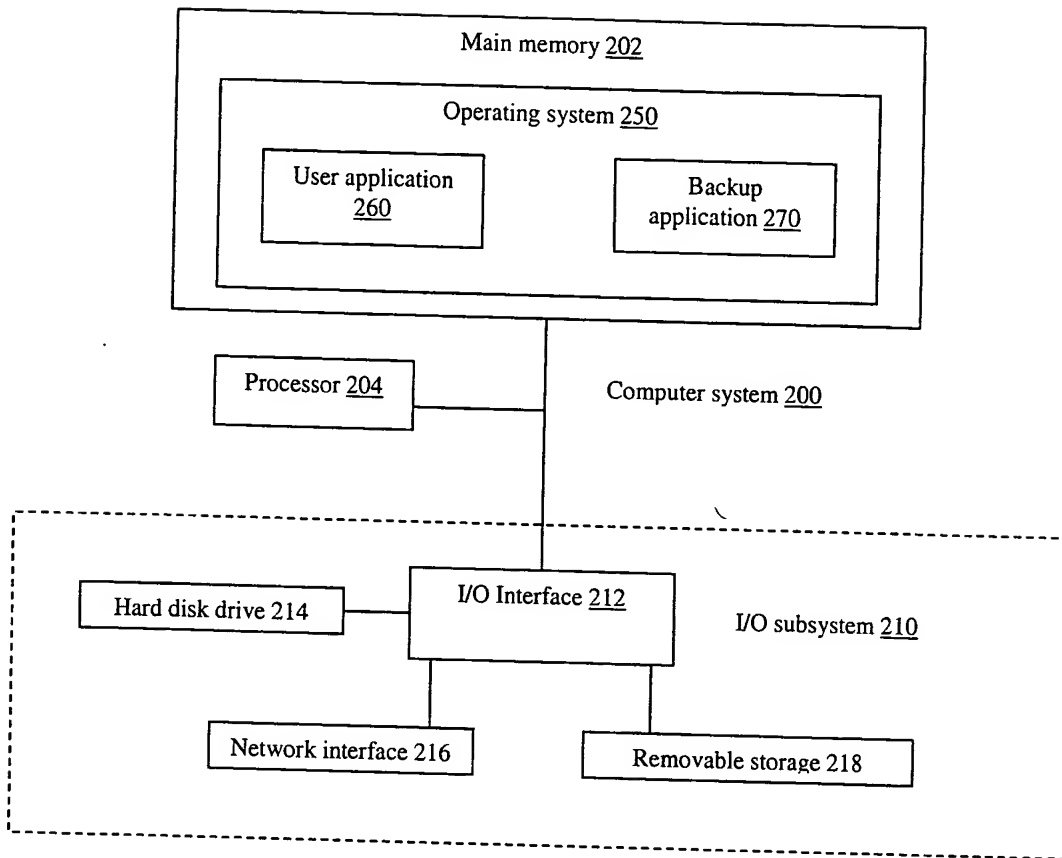 Main memory 202
Operating system 250
User application
260
Backup
application 270
Processor 204
Computer system 200
I/O Interface 212
Hard disk drive 214
I/O subsystem 210
Network interface 216
Removable storage 218